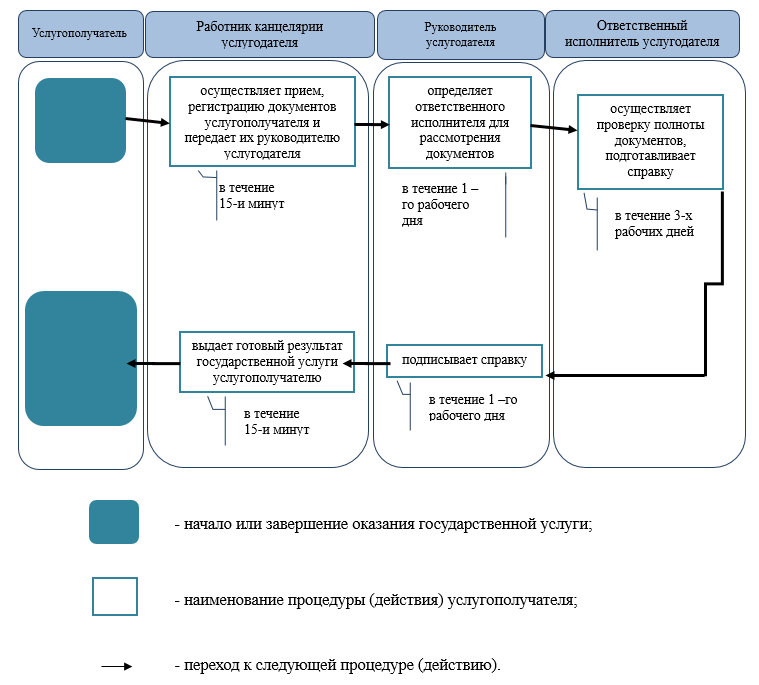 Услугополучатель
Работник канцелярии
услугодателя
Руководитель
услугодателя
Ответственный
исполнитель услугодателя
осуществляет прием,
регистрацию документов
услугополучателя и
передает их руководителю
услугодателя
определяет
ответственного
исполнителя для
рассмотрения
документов
осуществляет
проверку полноты
документов,
подготавливает
справку
в течение
15-и минут
в течение 1 –
го рабочего
дня
в течение 3-х
рабочих дней
выдает готовый результат
государственной услуги
услугополучателю
подписывает справку
в течение
15-и минут
в течение 1 –го
рабочего дня
- начало или завершение оказания государственной услуги;
- наименование процедуры (действия) услугополучателя;
- переход к следующей процедуре (действию).